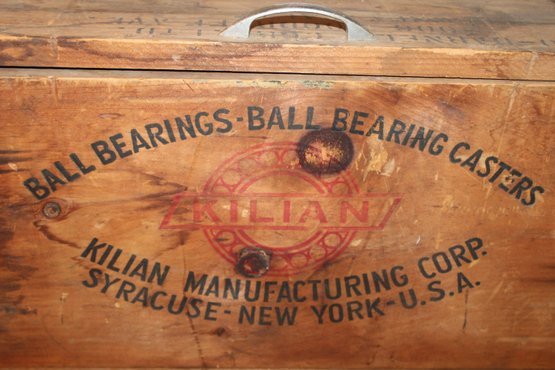 BALL BEARINGS-BALL BEARING CASTERS
KILIAN
KILIAN MANUFACTURING CORP.
SYRACUSE-NEW YORK-U.S.A.